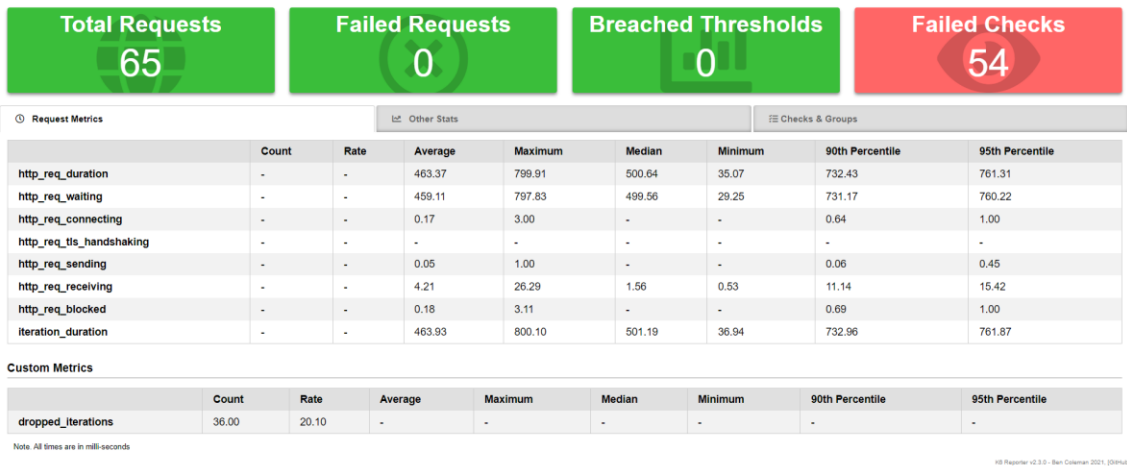 Total Requests Failed Requests Breached Thresholds Failed Checks
65 0 0 54
Request Metrics Other Stats Checks & Groups
Count Rate Average Maximum Median Minimum 90th Percentile 95th Percentile
http_req_duration - - 463.37 799.91 500.64 35.07 732.43 761.31
http_req_waiting - - 459.11 797.83 499.56 29.25 731.17 760.22
http_req_connecting - - 0.17 3.00 - - 0.64 1.00
http_req_tls_handshaking - - - - - - - -
http_req_sending - - 0.05 1.00 - - 0.06 0.45
http_req_receiving - - 4.21 26.29 1.56 0.53 11.14 15.42
http_req_blocked - - 0.18 3.11 - - 0.69 1.00
iteration_duration - - 463.93 800.10 501.19 36.94 732.96 761.87
Custom Metrics
Count Rate Average Maximum Median Minimum 90th Percentile 95th Percentile
dropped_iterations 36.00 20.10 - - - - - -
Note. All times are in milli-seconds
K6 Reporter v2.3.0 - Ben Coleman 2021, [GitHub